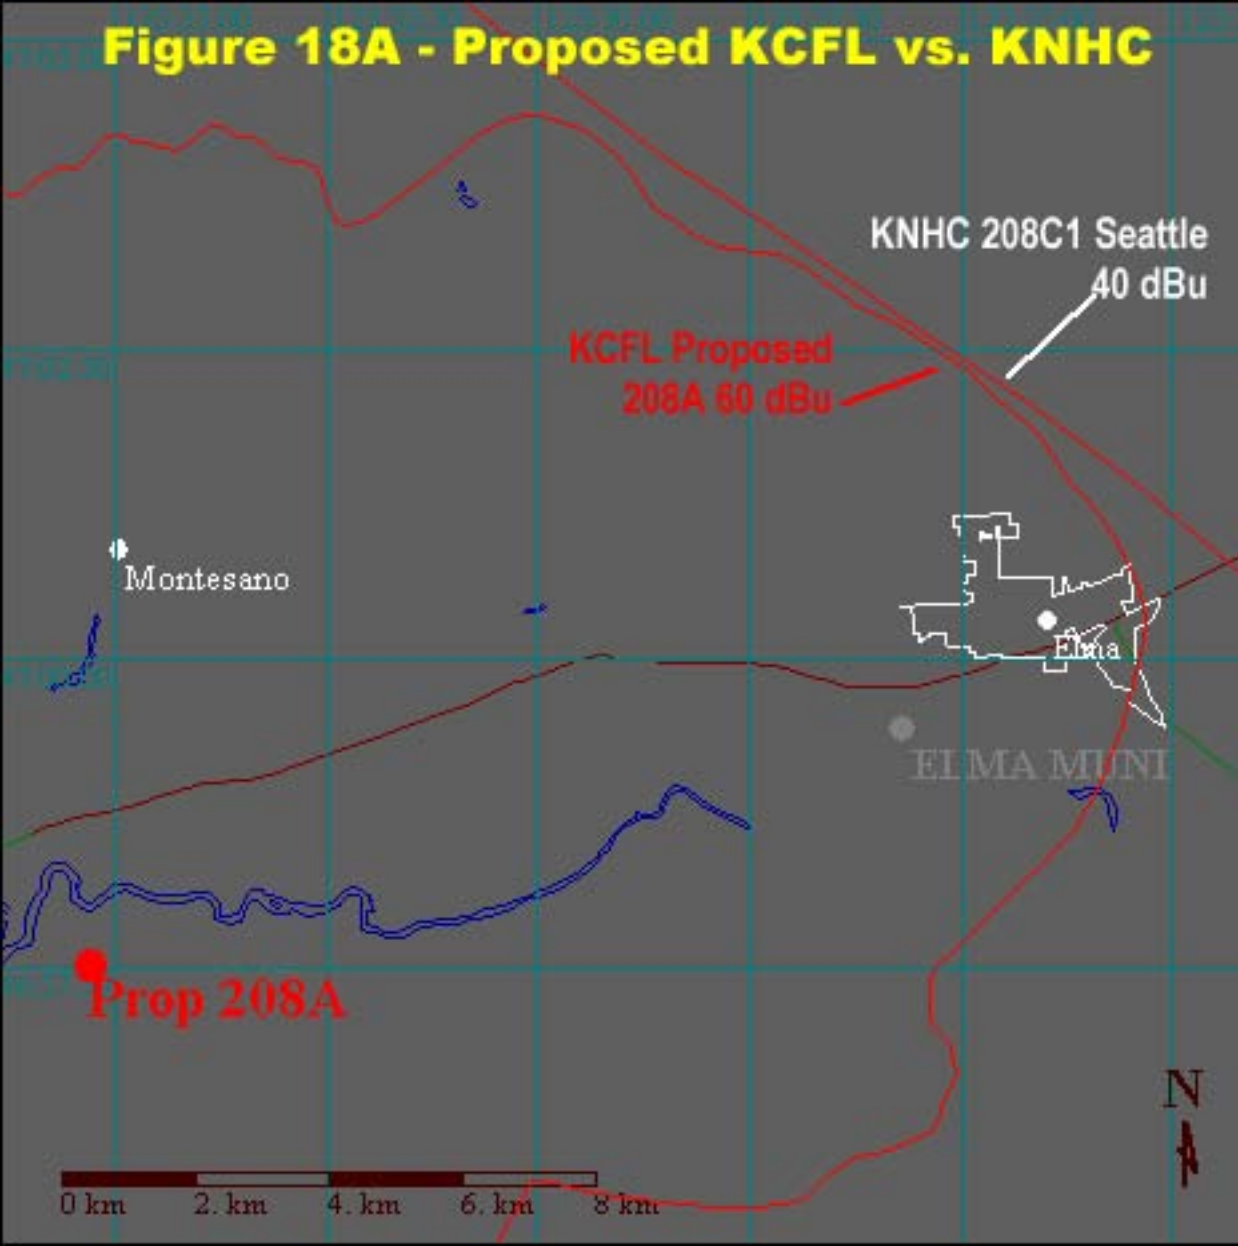 Figure 18A - Proposed KCFL vs. KNHC
KNHC 208C1 Seattle
40 dBu
KCFL Proposed
208A 60 dBu
Montesano
Elma
ELMA MUNI
Prop 208A
N
0 km 2. km 4. km 6. km 8 km